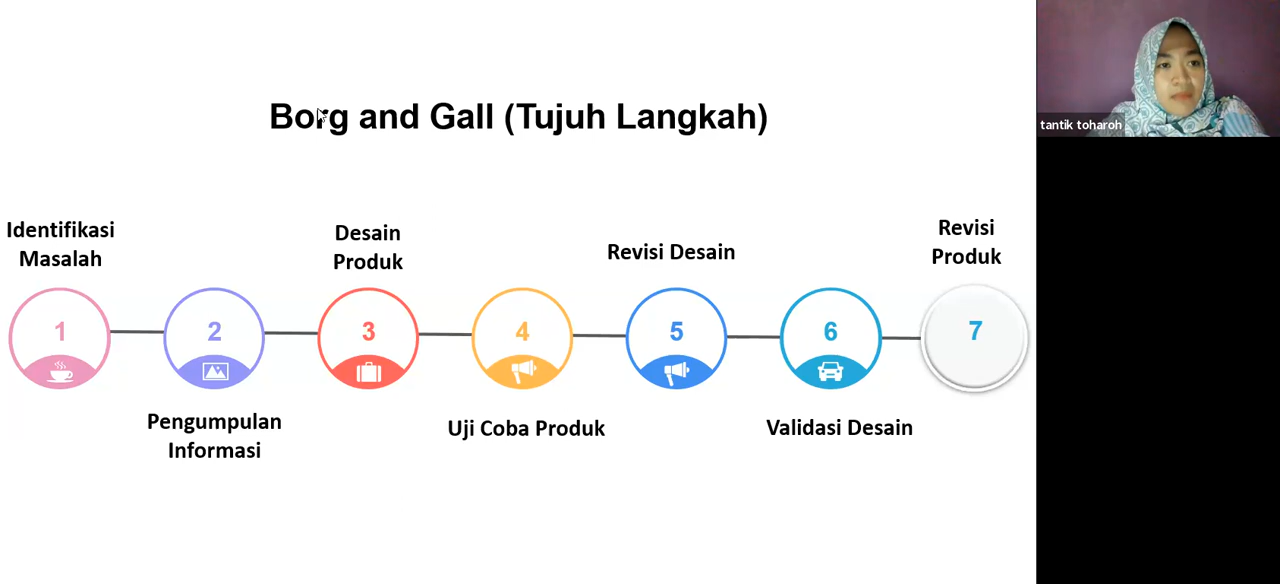 Borg and Gall (Tujuh Langkah)
tantik toharoh
Identifikasi
Masalah
Desain
Produk
Revisi Desain
Revisi
Produk
1
2
3
4
5
6
7
Pengumpulan
Informasi
Uji Coba Produk
Validasi Desain